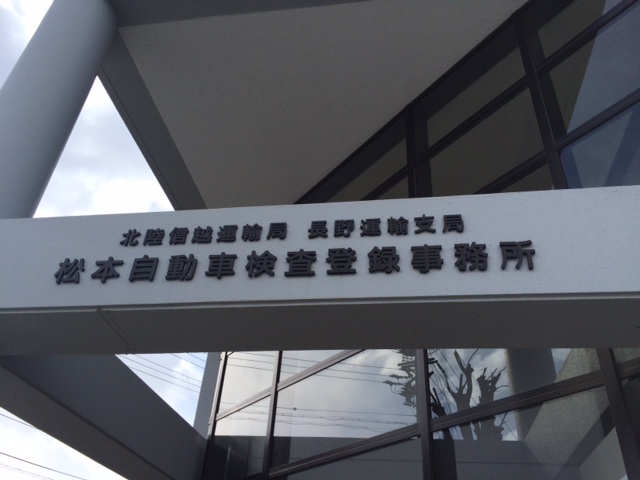 北陸信越運輸局 長野運輸支局
松本自動車検査登録事務所